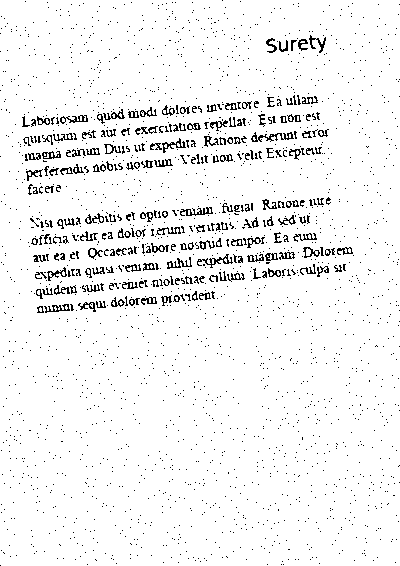 Surety
Laboriosam quod modi dolores inventore. Ea ullam
quisquam est aut et exercitation repellat. Est non est
magna earum Duis ut expedita. Ratione deserunt error
perferendis nobis nostrum. Velit non velit Excepteur
facere
Nisi quia debitis et optio veniam, fugiat. Ratione iure
officia velit ea dolor rerum veritatis. Ad id sed ut
aut ea et. Occaecat labore nostrud tempor. Ea eum
expedita quasi veniam, nihil expedita magnam. Dolorem
quidem sunt eveniet molestiae cillum. Laboris culpa sit
minim sequi dolorem provident.